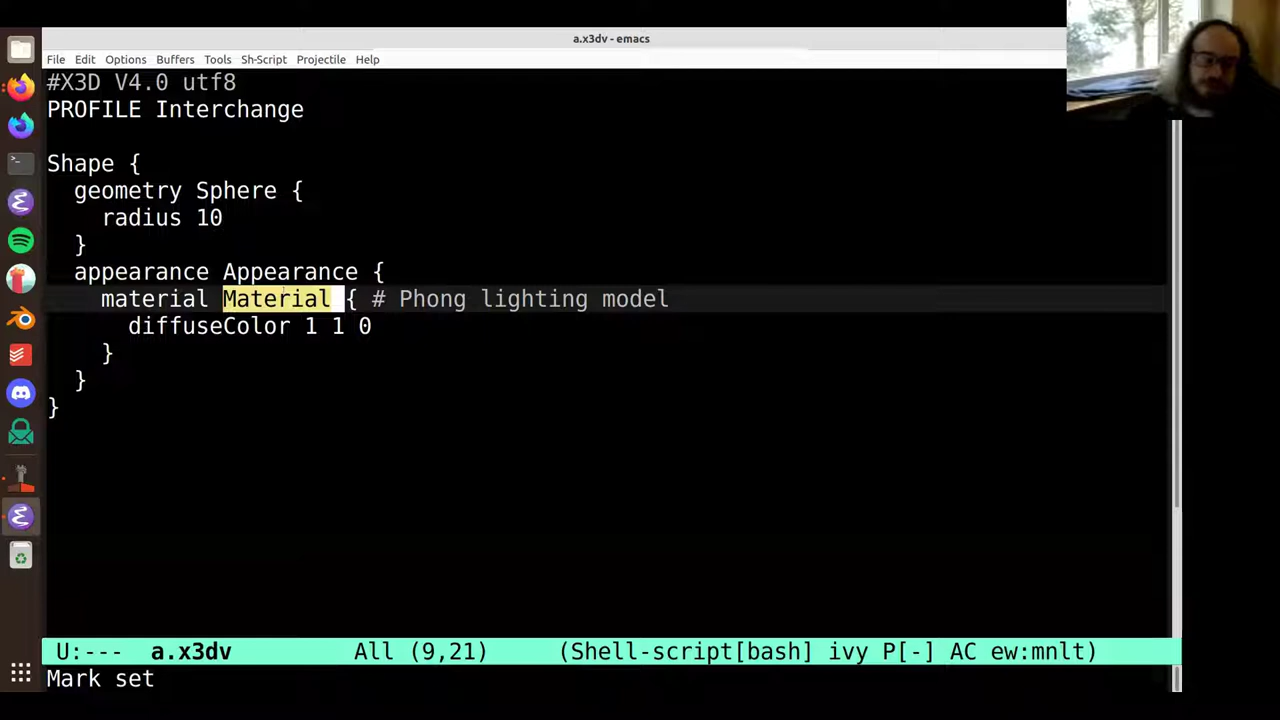 a.x3dv - emacs
File Edit Options Buffers Tools Sh-Script Projectile Help
#X3D V4.0 utf8
PROFILE Interchange
Shape {
  geometry Sphere {
    radius 10
  }
  appearance Appearance {
    material Material { # Phong lighting model
      diffuseColor 1 1 0
    }
  }
}
U:--- a.x3dv All (9,21) (Shell-script[bash] ivy P[-] AC ew:mnlt)
Mark set